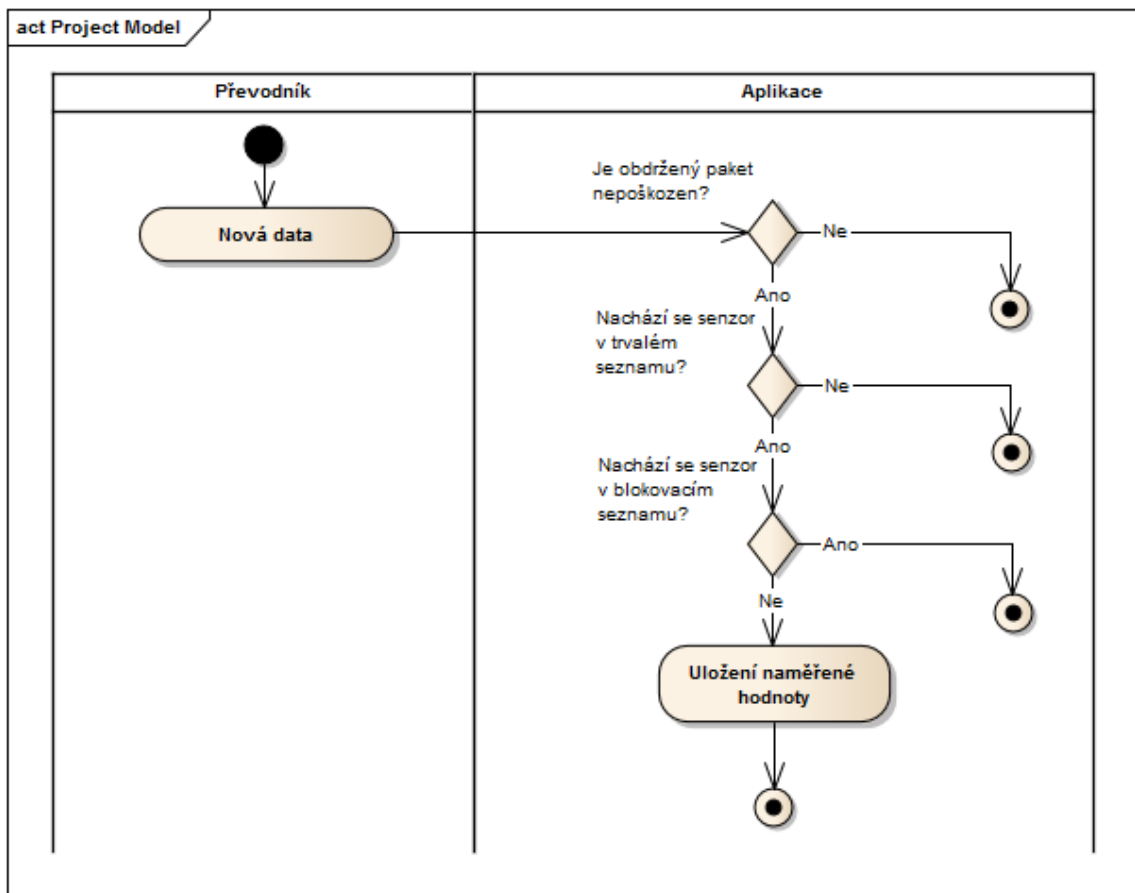 act Project Model
Převodník
Aplikace
Je obdržený paket
nepoškozen?
Nová data
Ne
Ano
Nachází se senzor
v trvalém
seznamu?
Ne
Ano
Nachází se senzor
v blokovacím
seznamu?
Ano
Ne
Uložení naměřené
hodnoty